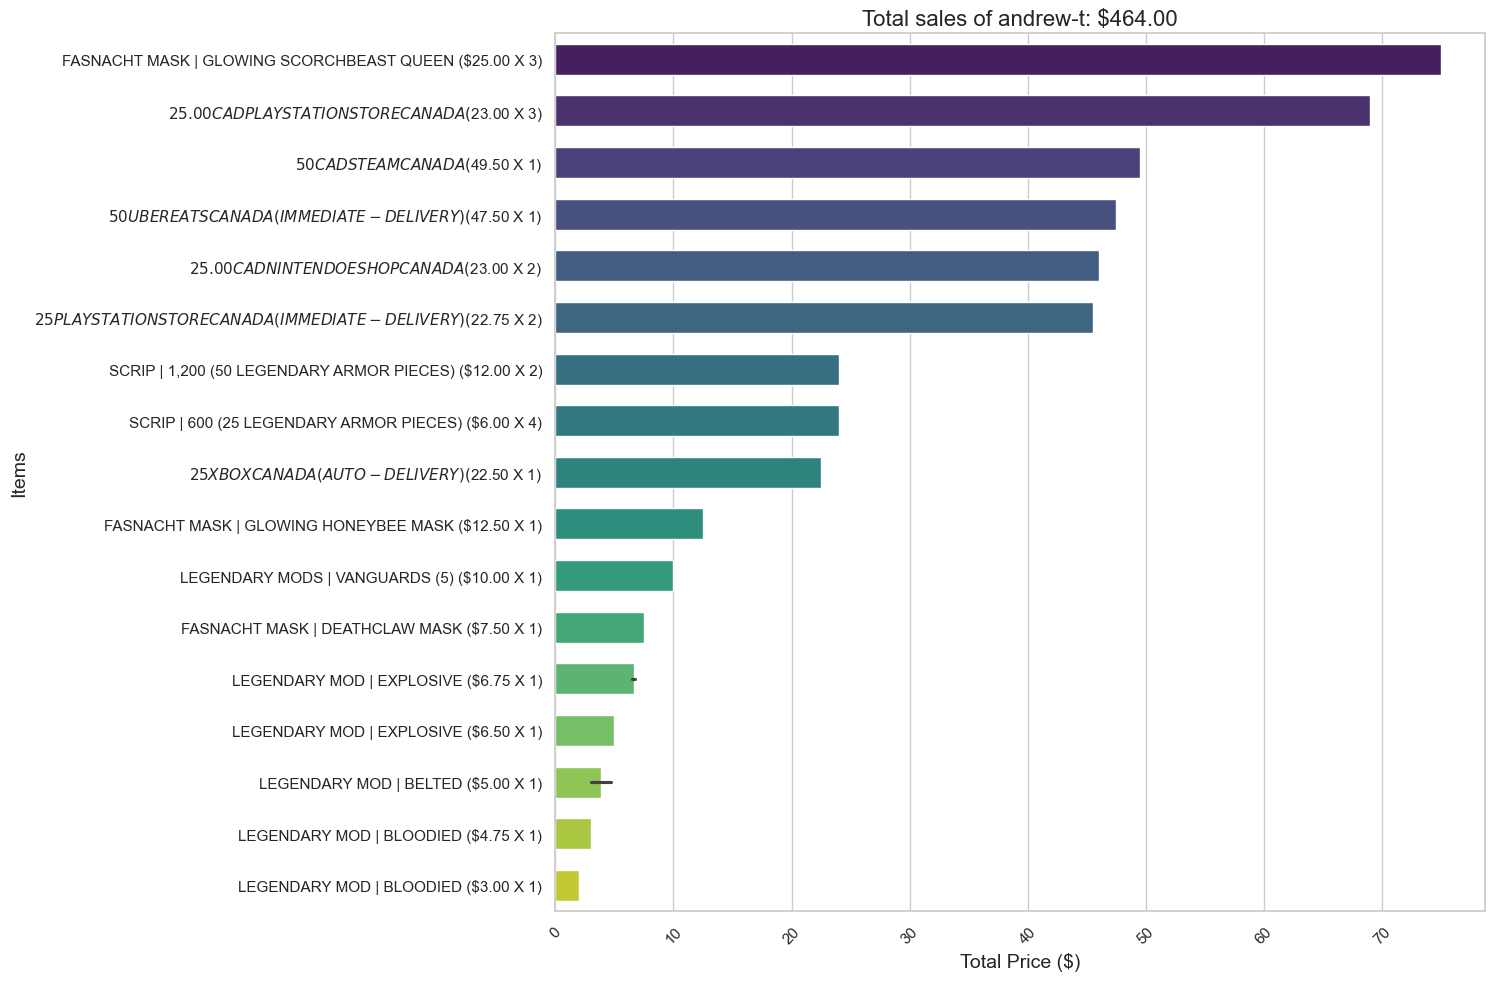 Total sales of andrew-t: $464.00
FASNACHT MASK | GLOWING SCORCHBEAST QUEEN ($25.00 X 3)
25.00CADPLAYSTATIONSTORECANADA(23.00 X 3)
50CADSTEAMCANADA(49.50 X 1)
50UBEREATSCANADA(IMMEDIATE-DELIVERY)(47.50 X 1)
25.00CADNINTENDOESHOPCANADA(23.00 X 2)
25PLAYSTATIONSTORECANADA(IMMEDIATE-DELIVERY)(22.75 X 2)
SCRIP | 1,200 (50 LEGENDARY ARMOR PIECES) ($12.00 X 2)
SCRIP | 600 (25 LEGENDARY ARMOR PIECES) ($6.00 X 4)
25XBOXCANADA(AUTO-DELIVERY)(22.50 X 1)
FASNACHT MASK | GLOWING HONEYBEE MASK ($12.50 X 1)
LEGENDARY MODS | VANGUARDS (5) ($10.00 X 1)
FASNACHT MASK | DEATHCLAW MASK ($7.50 X 1)
LEGENDARY MOD | EXPLOSIVE ($6.75 X 1)
LEGENDARY MOD | EXPLOSIVE ($6.50 X 1)
LEGENDARY MOD | BELTED ($5.00 X 1)
LEGENDARY MOD | BLOODIED ($4.75 X 1)
LEGENDARY MOD | BLOODIED ($3.00 X 1)
Items
0 10 20 30 40 50 60 70
Total Price ($)